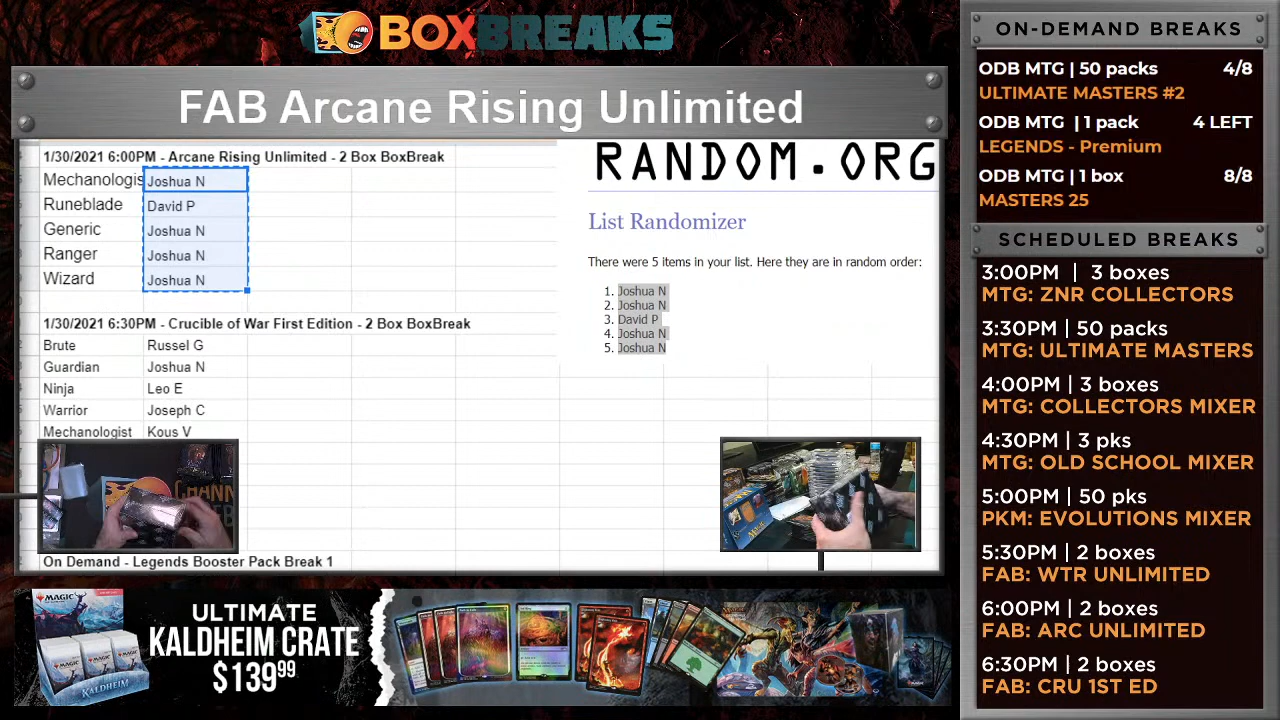 BOXBREAKS
FAB Arcane Rising Unlimited
1/30/2021 6:00PM - Arcane Rising Unlimited - 2 Box BoxBreak
Mechanologis Joshua N
Runeblade David P
Generic Joshua N
Ranger Joshua N
Wizard Joshua N
1/30/2021 6:30PM - Crucible of War First Edition - 2 Box BoxBreak
Brute Russel G
Guardian Joshua N
Ninja Leo E
Warrior Joseph C
Mechanologist Kous V
On Demand - Legends Booster Pack Break 1
RANDOM.ORG
List Randomizer
There were 5 items in your list. Here they are in random order:
1. Joshua N
2. Joshua N
3. David P
4. Joshua N
5. Joshua N
MAGIC
KALDHEIM
ULTIMATE
KALDHEIM CRATE
$139.99
ON-DEMAND BREAKS
ODB MTG | 50 packs 4/8
ULTIMATE MASTERS #2
ODB MTG | 1 pack 4 LEFT
LEGENDS - Premium
ODB MTG | 1 box 8/8
MASTERS 25
SCHEDULED BREAKS
3:00PM | 3 boxes
MTG: ZNR COLLECTORS
3:30PM | 50 packs
MTG: ULTIMATE MASTERS
4:00PM | 3 boxes
MTG: COLLECTORS MIXER
4:30PM | 3 pks
MTG: OLD SCHOOL MIXER
5:00PM | 50 pks
PKM: EVOLUTIONS MIXER
5:30PM | 2 boxes
FAB: WTR UNLIMITED
6:00PM | 2 boxes
FAB: ARC UNLIMITED
6:30PM | 2 boxes
FAB: CRU 1ST ED